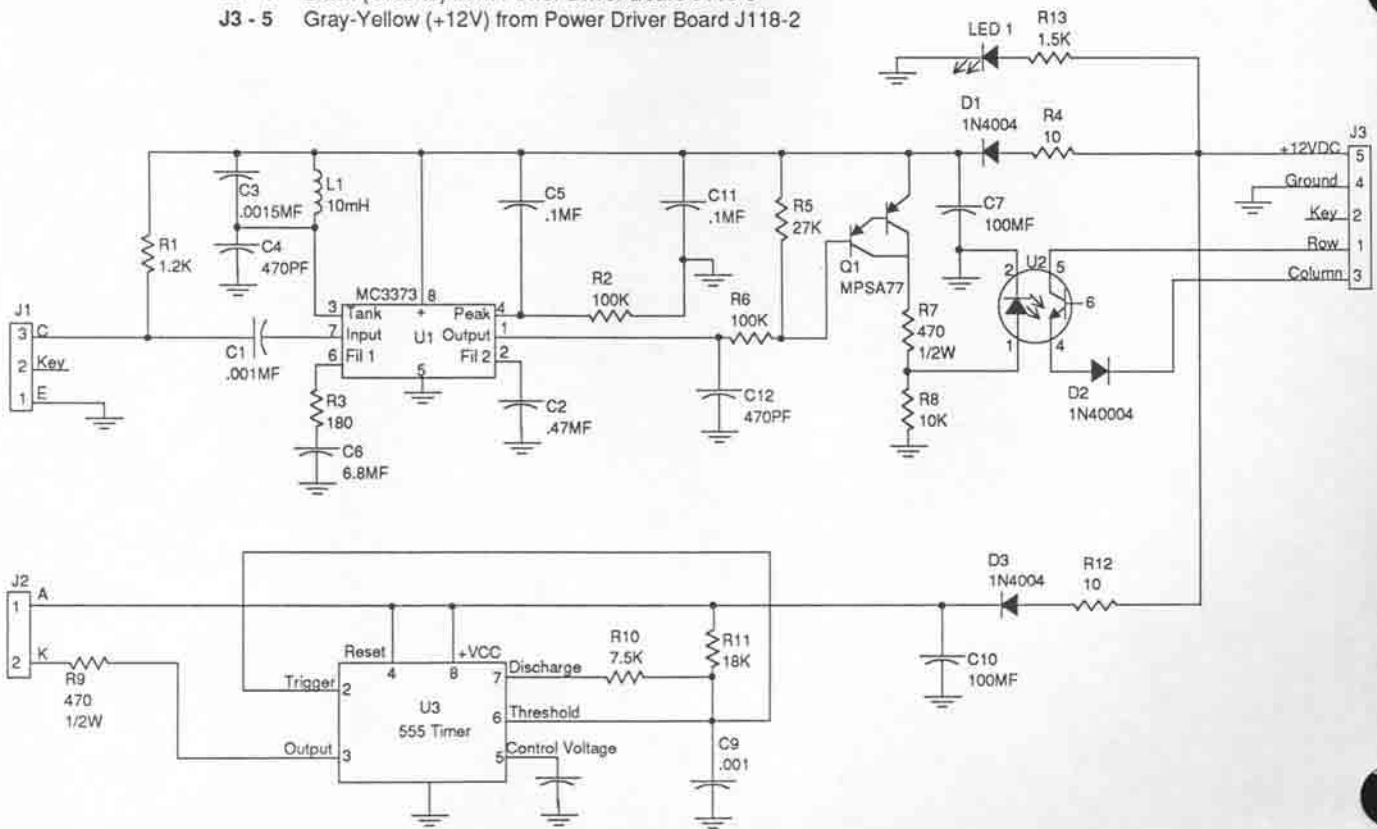 J3 - 5 Gray-Yellow (+12V) from Power Driver Board J118-2
LED 1
R13
1.5K
D1
1N4004
R4
10
J3
+12VDC
5
Ground
4
Key
2
Row
1
Column
3
C3
.0015MF
L1
10mH
C4
470PF
R1
1.2K
C5
.1MF
C11
.1MF
R5
27K
C7
100MF
Q1
MPSA77
2
U2
5
6
1
4
R7
470
1/2W
R8
10K
D2
1N40004
J1
3
C
2
Key
1
E
C1
.001MF
MC3373
8
3
Tank
+
Peak
4
7
Input
U1
Output
1
6
Fil 1
Fil 2
2
5
R2
100K
R6
100K
R3
180
C6
6.8MF
C2
.47MF
C12
470PF
J2
1
A
2
K
R9
470
1/2W
Reset
4
+VCC
8
Trigger
2
Discharge
7
U3
555 Timer
6
Threshold
Output
3
5
Control Voltage
R10
7.5K
R11
18K
C9
.001
C10
100MF
D3
1N4004
R12
10